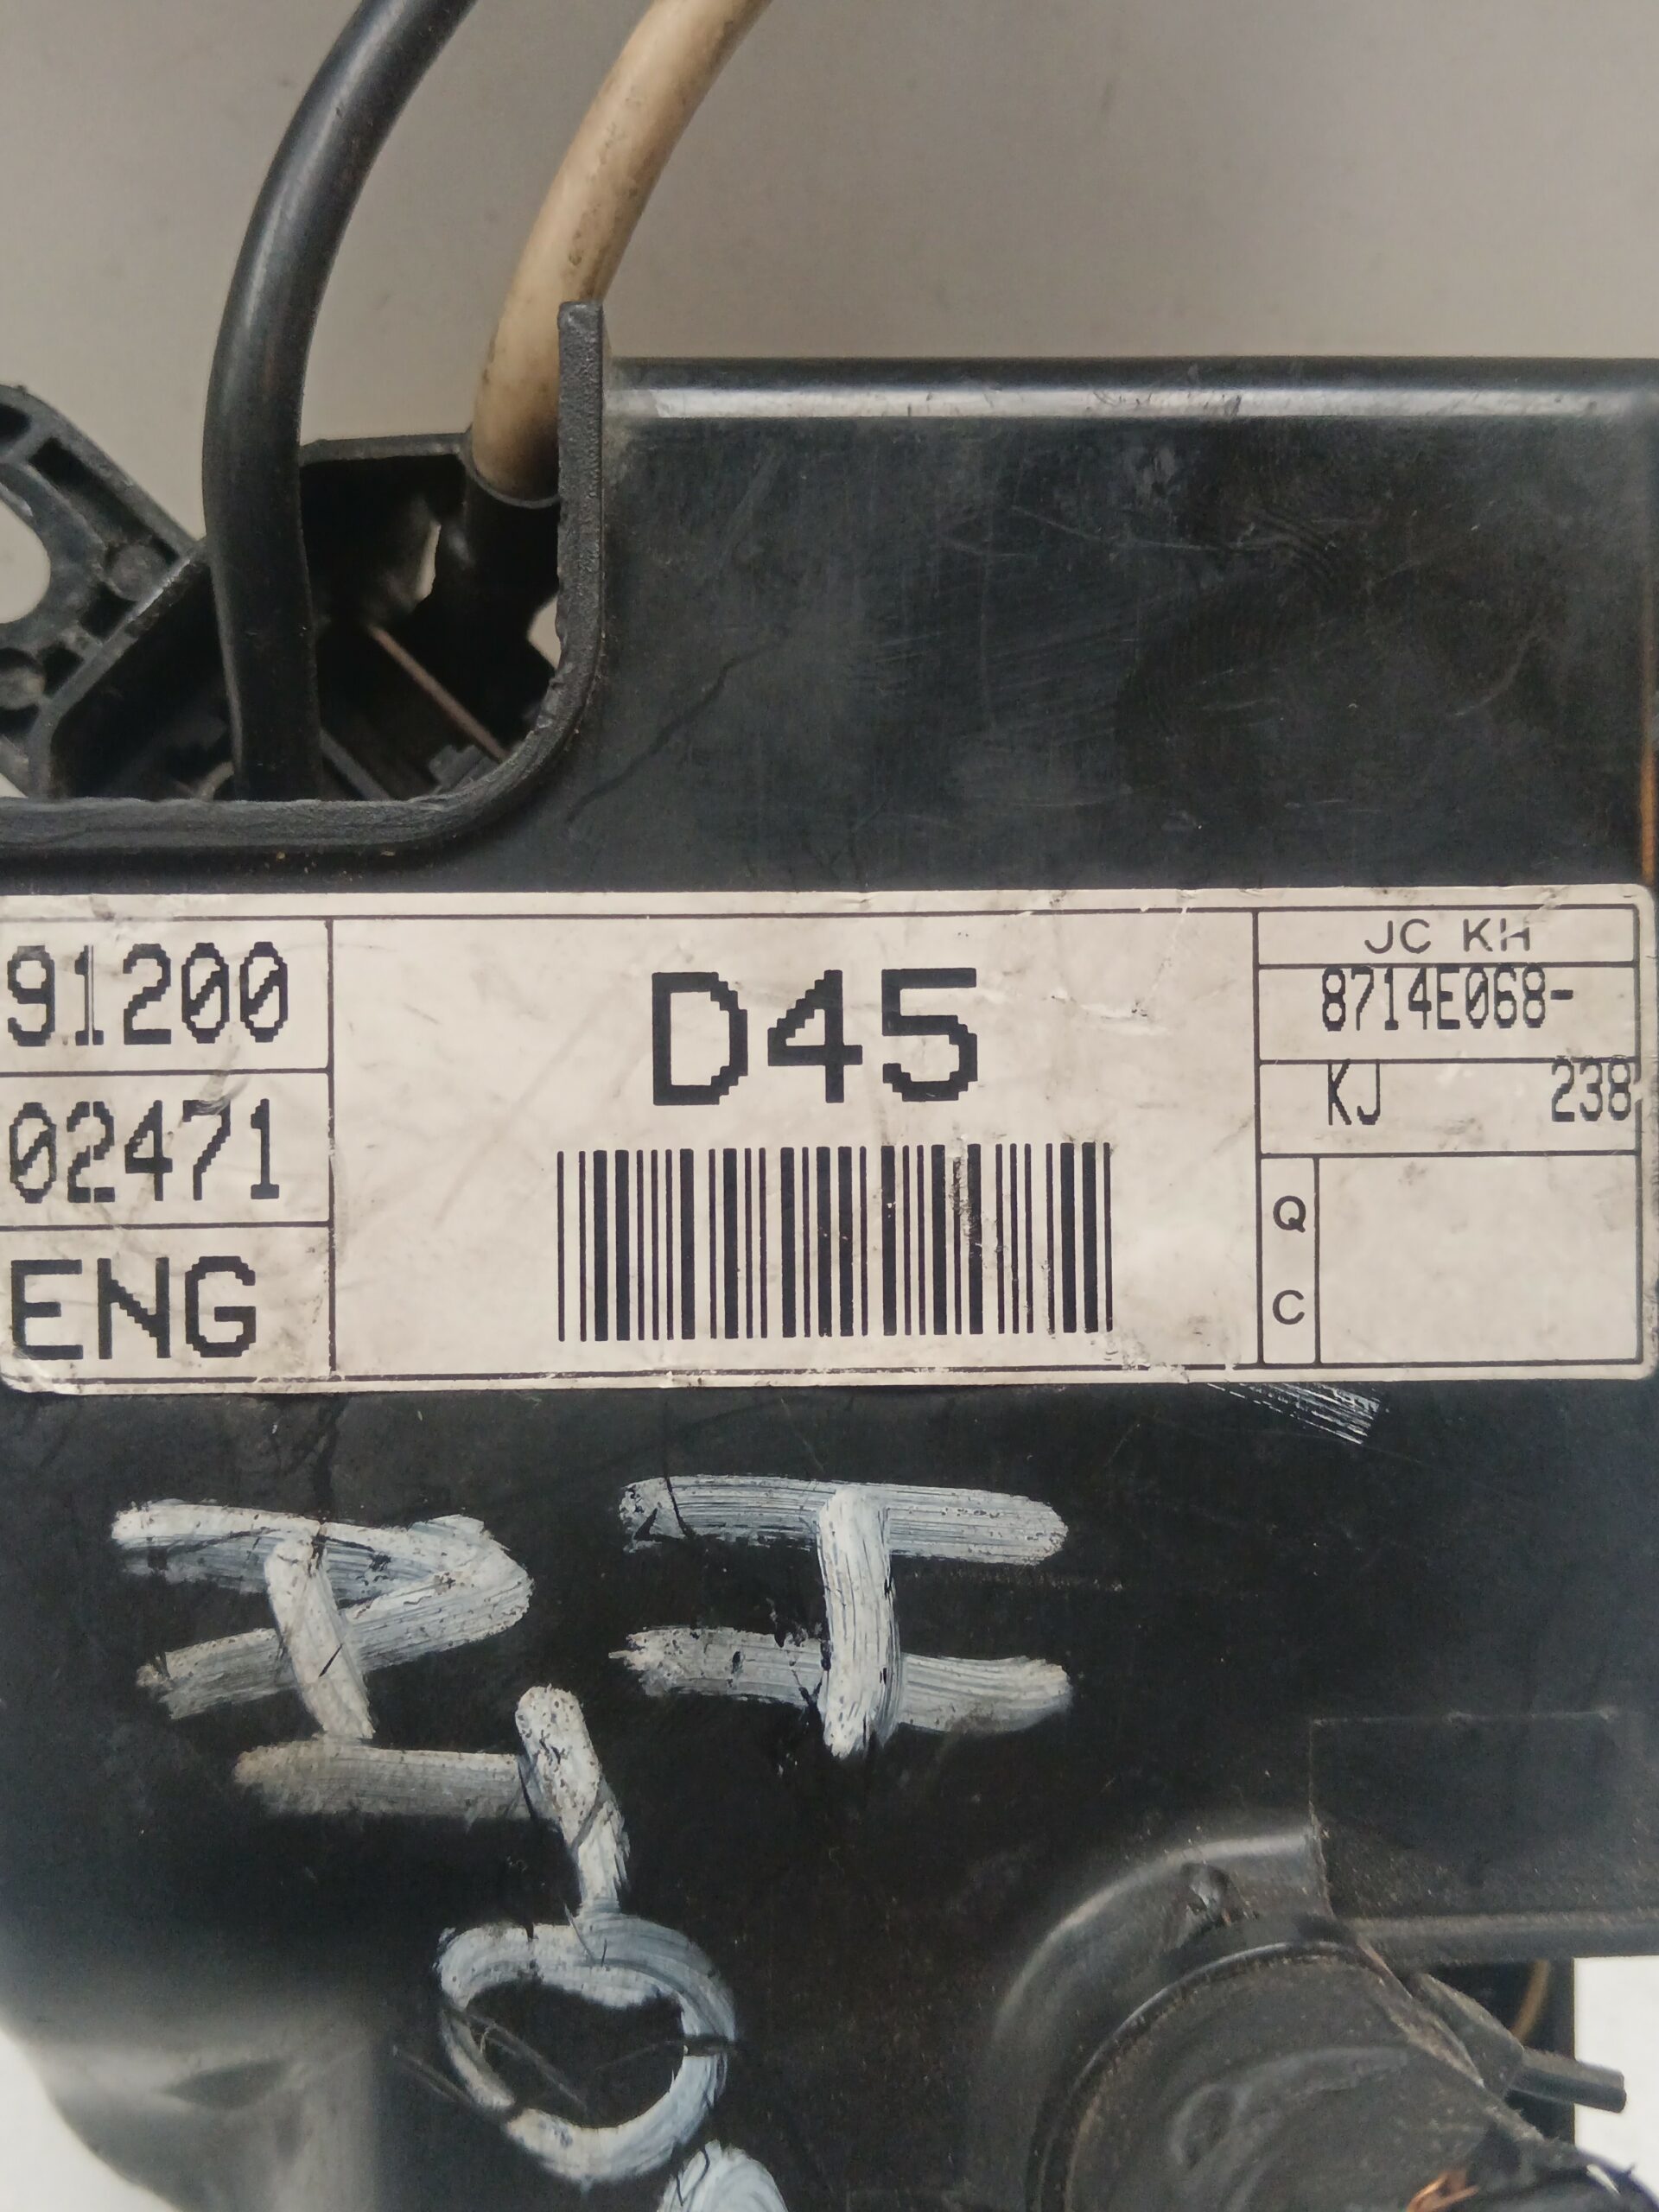 91200
02471
ENG
D45
JC KH
8714E068-
KJ 238
Q
C